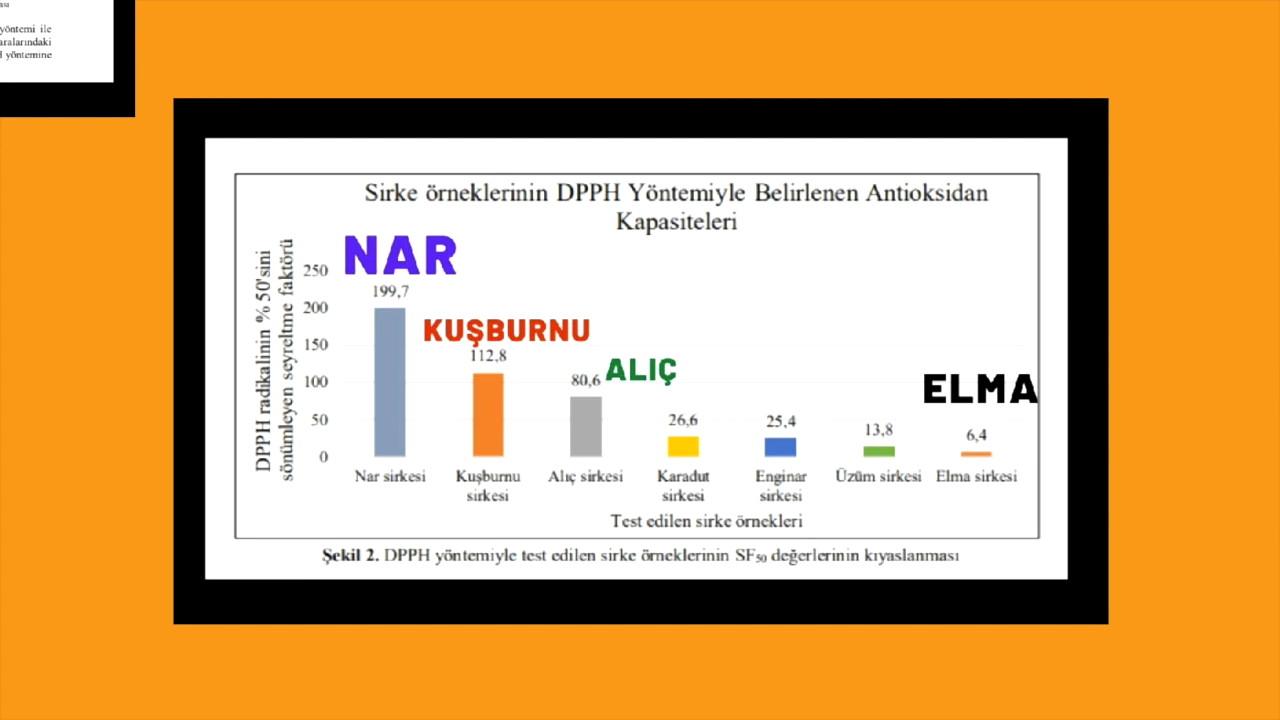 yöntemi ile
aralarındaki
yöntemine
Sirke örneklerinin DPPH Yöntemiyle Belirlenen Antioksidan
Kapasiteleri
DPPH radikalinin % 50'sini
sönümleyen seyreltme faktörü
250
200
150
100
50
0
NAR
199,7
KUŞBURNU
112,8
ALIÇ
80,6
26,6
25,4
13,8
ELMA
6,4
Nar sirkesi
Kuşburnu
sirkesi
Alıç sirkesi
Karadut
sirkesi
Enginar
sirkesi
Üzüm sirkesi
Elma sirkesi
Test edilen sirke örnekleri
Şekil 2. DPPH yöntemiyle test edilen sirke örneklerinin SF50 değerlerinin kıyaslanması